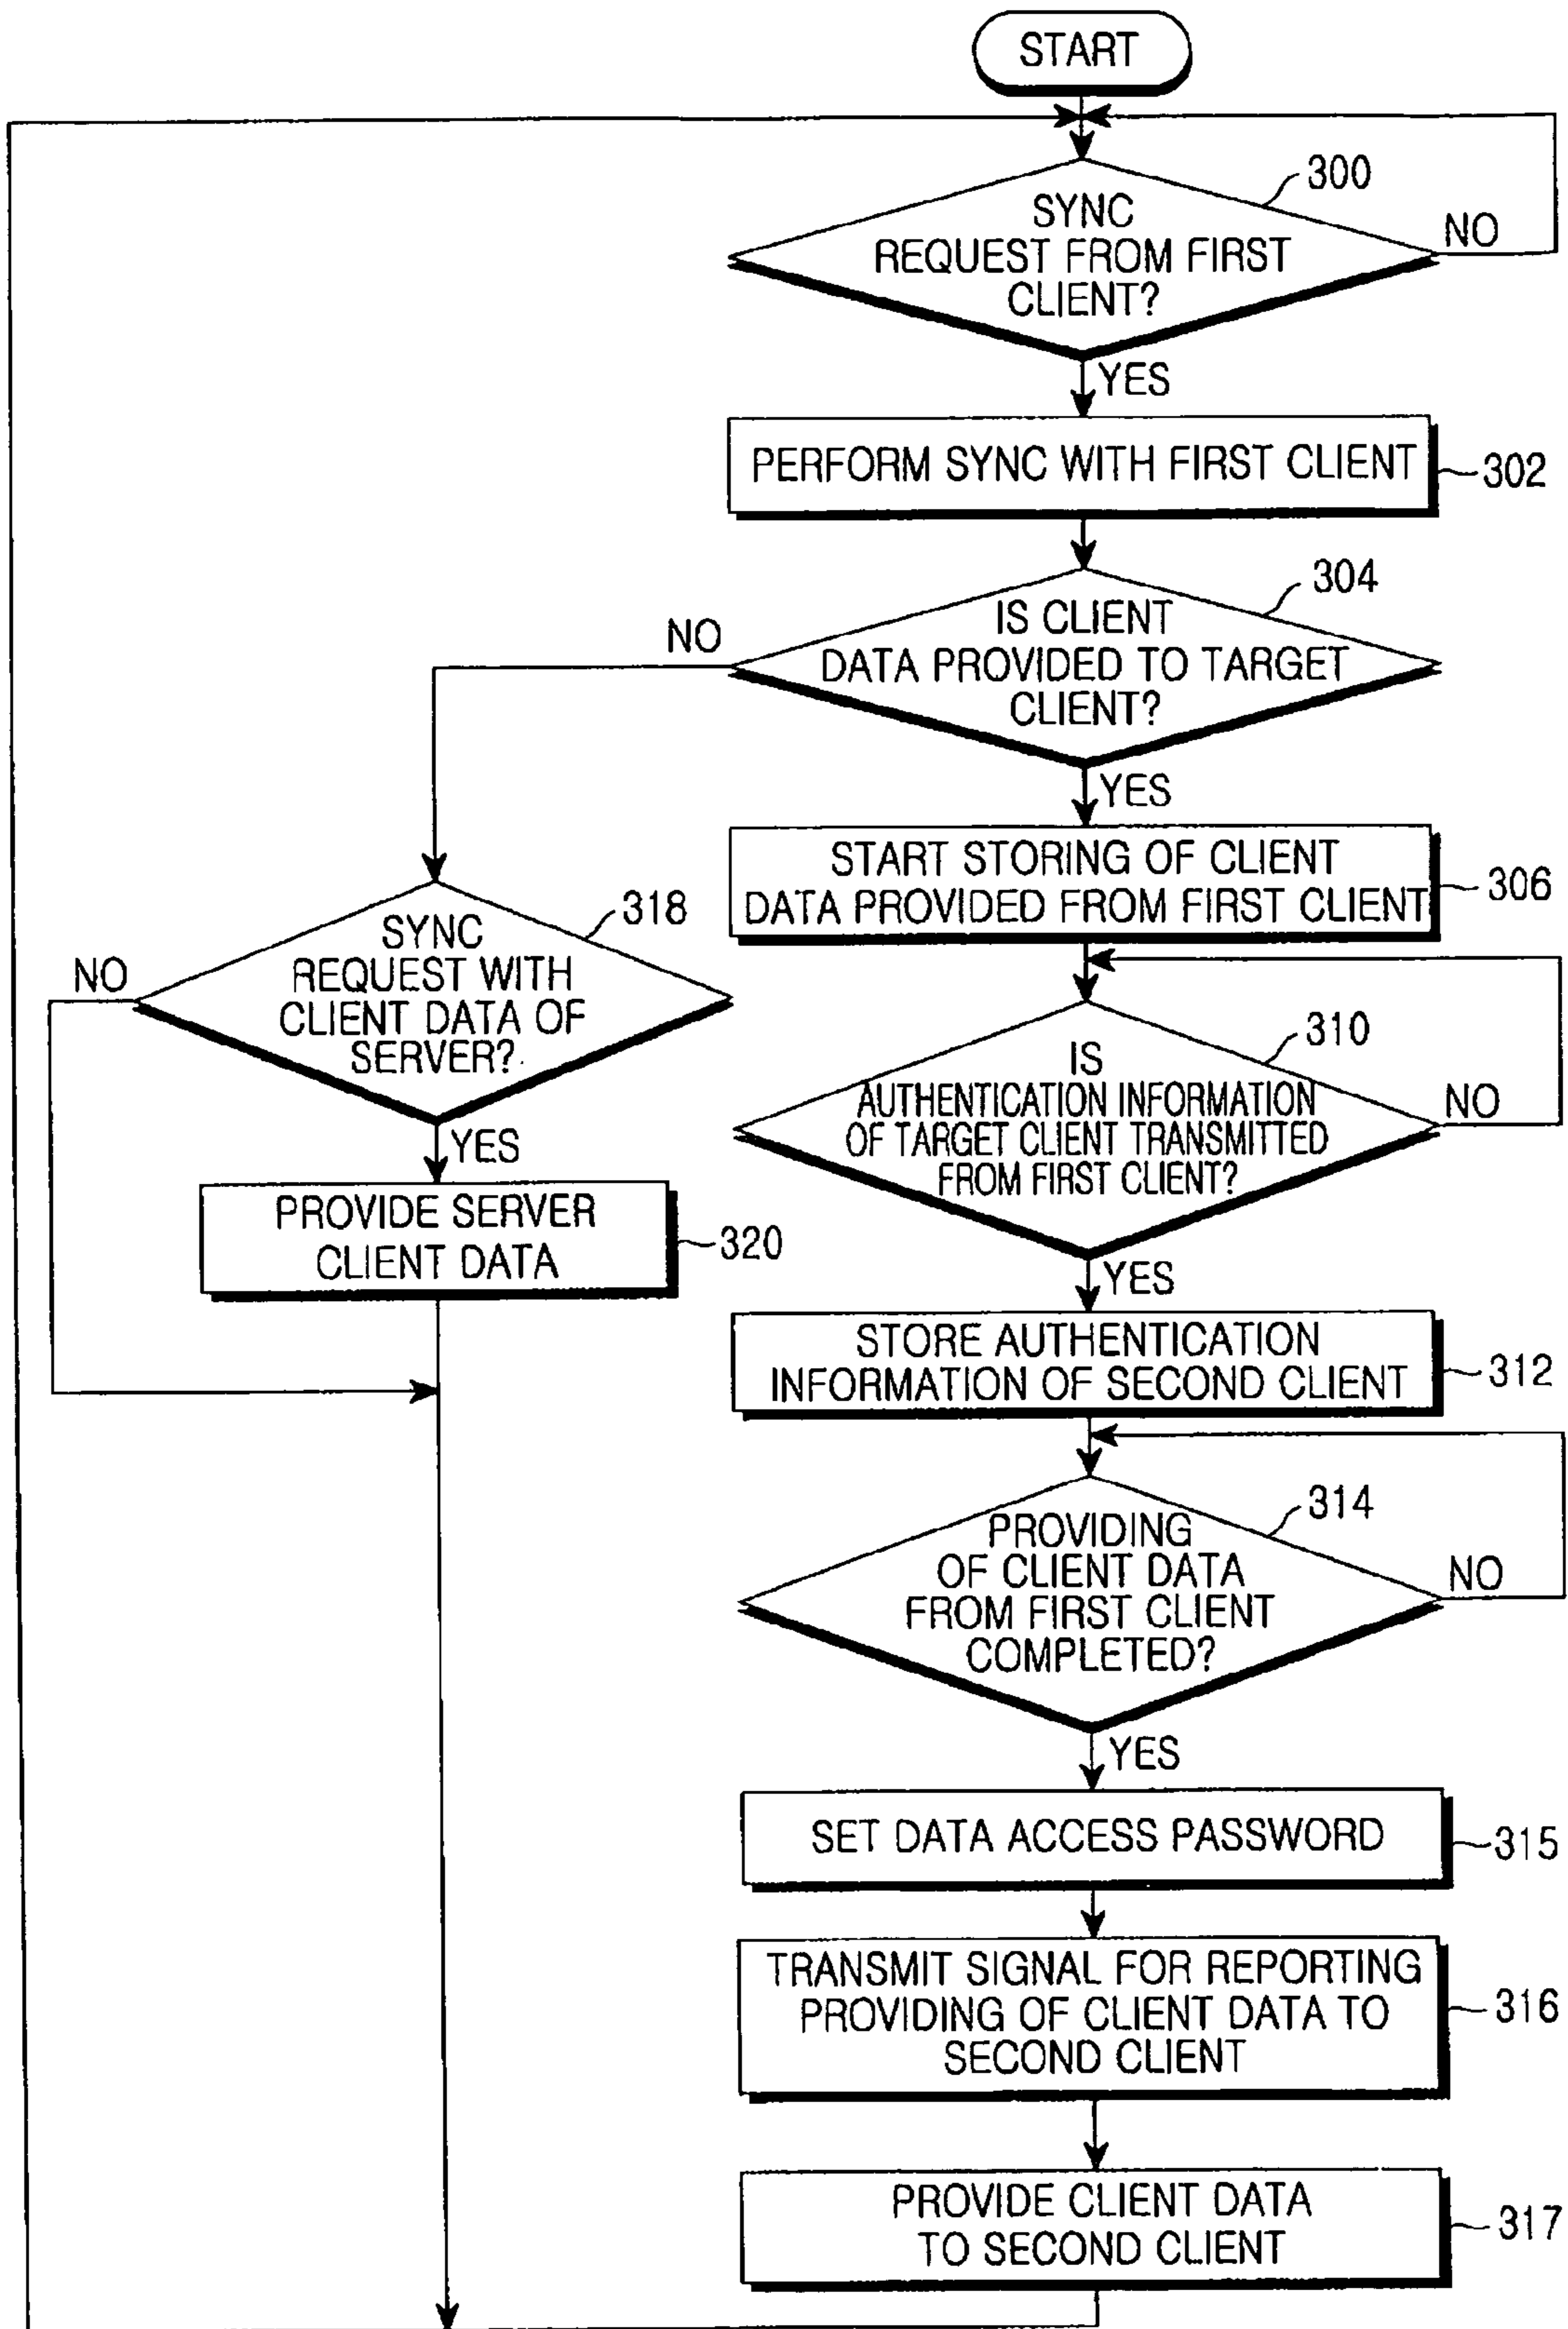 START
300
SYNC
REQUEST FROM FIRST
CLIENT?
NO
YES
PERFORM SYNC WITH FIRST CLIENT
302
304
IS CLIENT
DATA PROVIDED TO TARGET
CLIENT?
NO
YES
START STORING OF CLIENT
DATA PROVIDED FROM FIRST CLIENT
306
318
SYNC
REQUEST WITH
CLIENT DATA OF
SERVER?
NO
YES
PROVIDE SERVER
CLIENT DATA
320
310
IS
AUTHENTICATION INFORMATION
OF TARGET CLIENT TRANSMITTED
FROM FIRST CLIENT?
NO
YES
STORE AUTHENTICATION
INFORMATION OF SECOND CLIENT
312
314
PROVIDING
OF CLIENT DATA
FROM FIRST CLIENT
COMPLETED?
NO
YES
SET DATA ACCESS PASSWORD
315
TRANSMIT SIGNAL FOR REPORTING
PROVIDING OF CLIENT DATA TO
SECOND CLIENT
316
PROVIDE CLIENT DATA
TO SECOND CLIENT
317